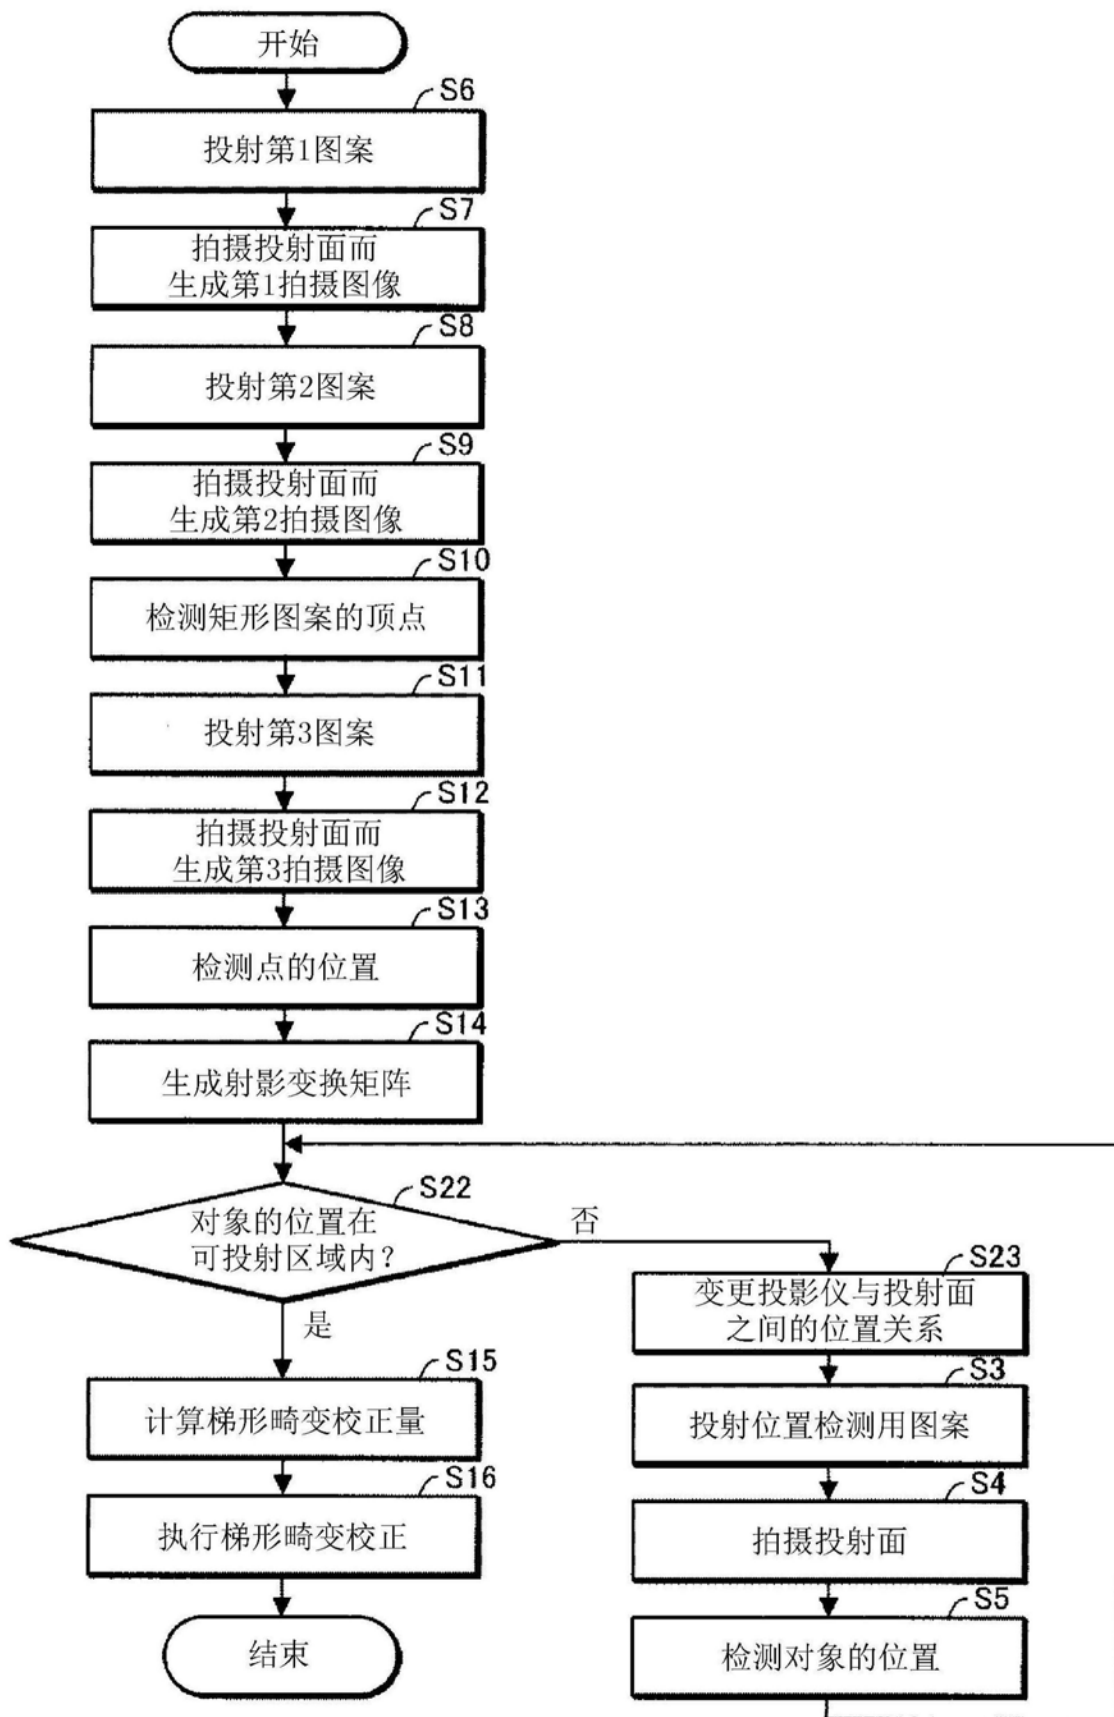 开始
S6
投射第1图案
S7
拍摄投射面而
生成第1拍摄图像
S8
投射第2图案
S9
拍摄投射面而
生成第2拍摄图像
S10
检测矩形图案的顶点
S11
投射第3图案
S12
拍摄投射面而
生成第3拍摄图像
S13
检测点的位置
S14
生成射影变换矩阵
S22
对象的位置在
可投射区域内?
否
是
S23
变更投影仪与投射面
之间的位置关系
S15
计算梯形畸变校正量
S3
投射位置检测用图案
S16
执行梯形畸变校正
S4
拍摄投射面
结束
S5
检测对象的位置